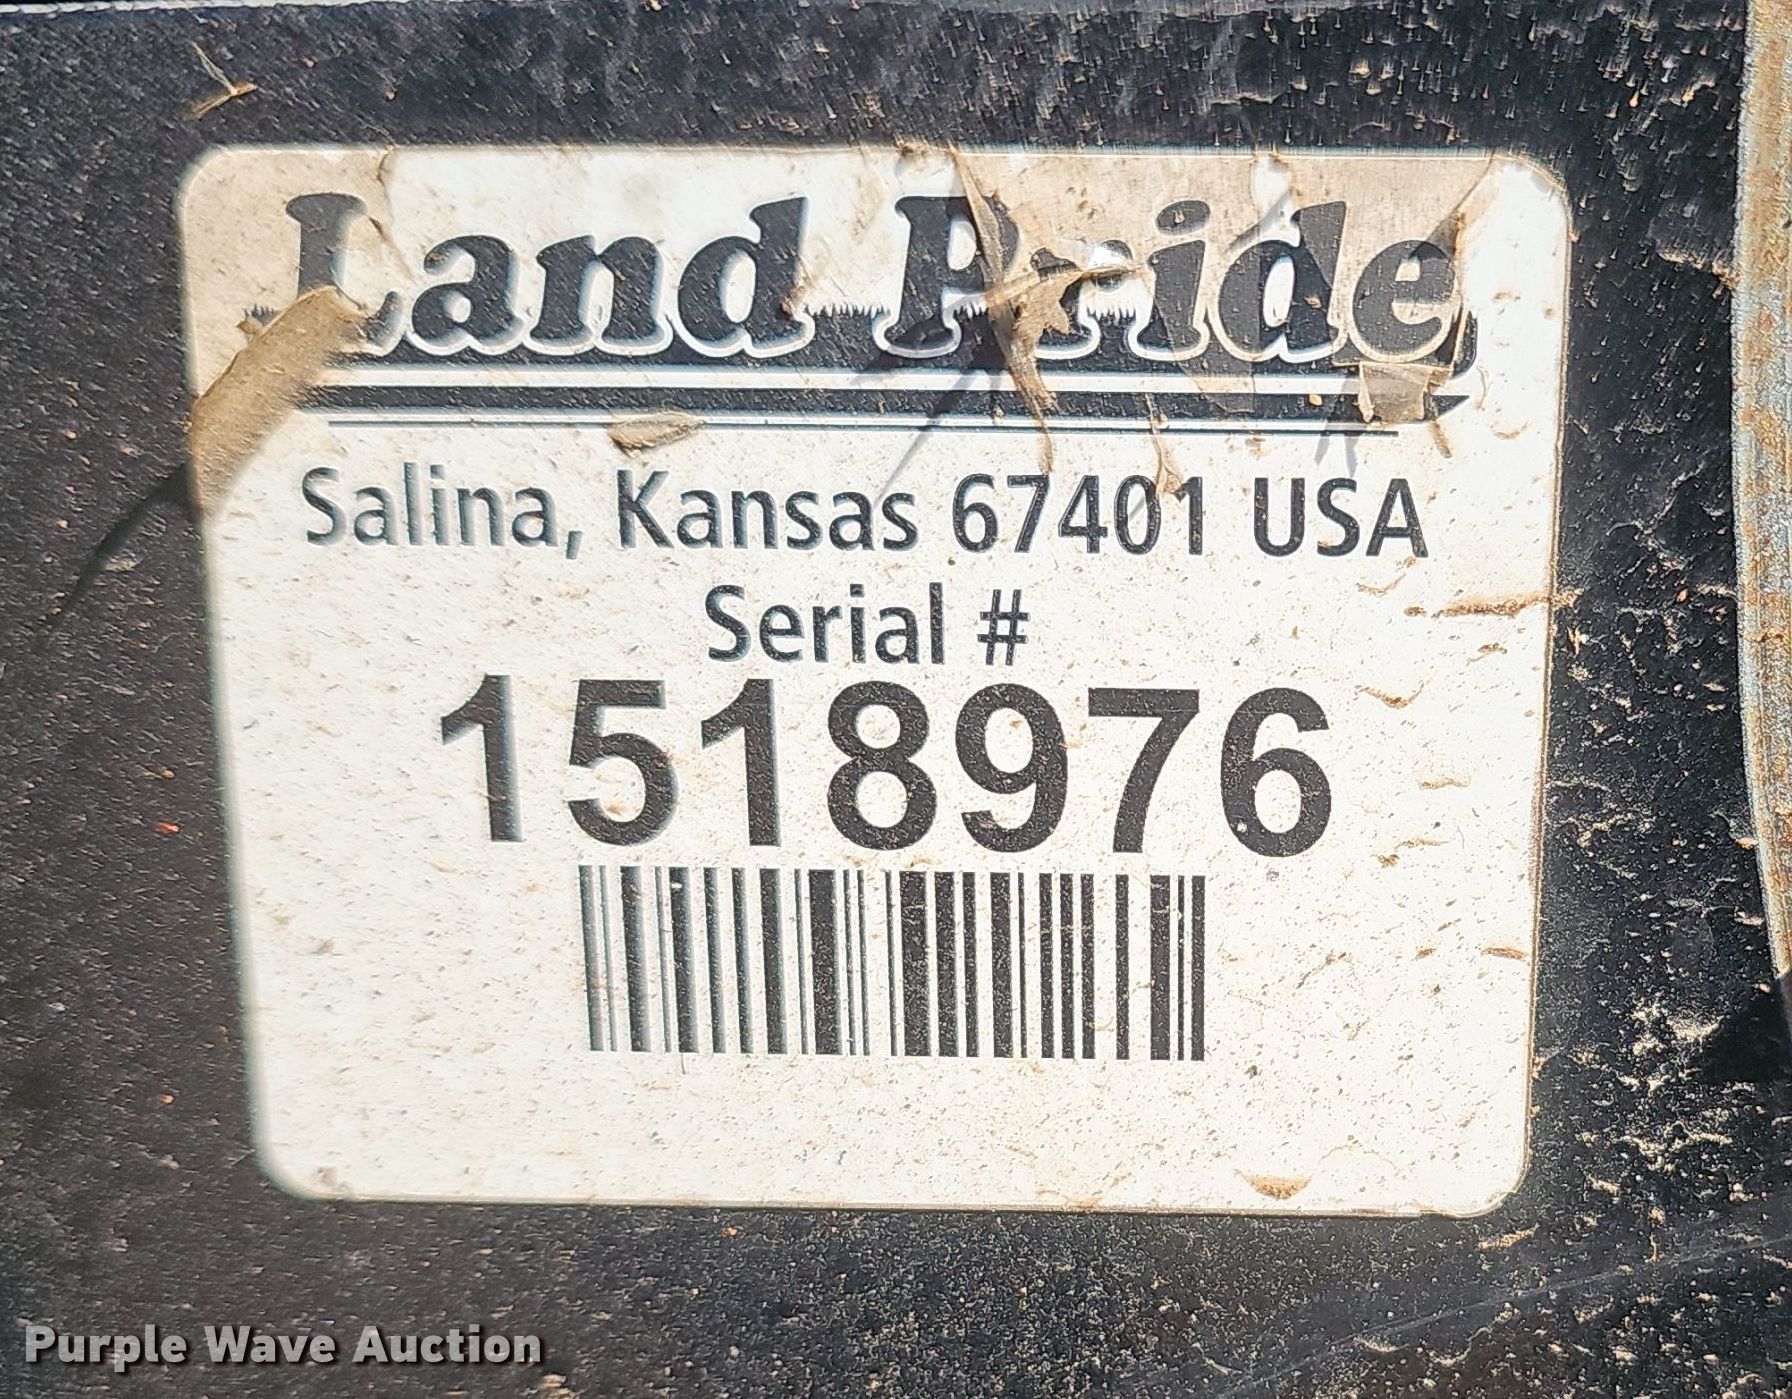 Land Pride
Salina, Kansas 67401 USA
Serial #
1518976
Purple Wave Auction